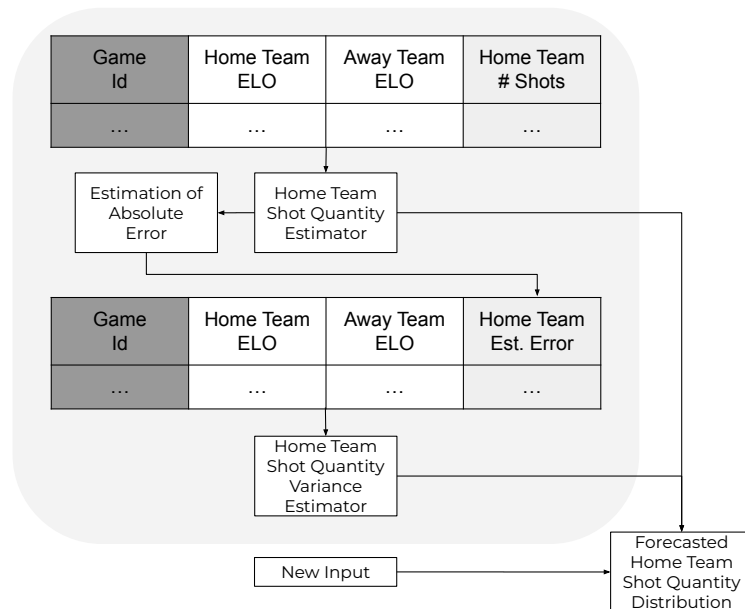 Game Id
Home Team ELO
Away Team ELO
Home Team # Shots
...
...
...
...
Estimation of
Absolute
Error
Home Team
Shot Quantity
Estimator
Game Id
Home Team ELO
Away Team ELO
Home Team Est. Error
...
...
...
...
Home Team
Shot Quantity
Variance
Estimator
New Input
Forecasted
Home Team
Shot Quantity
Distribution